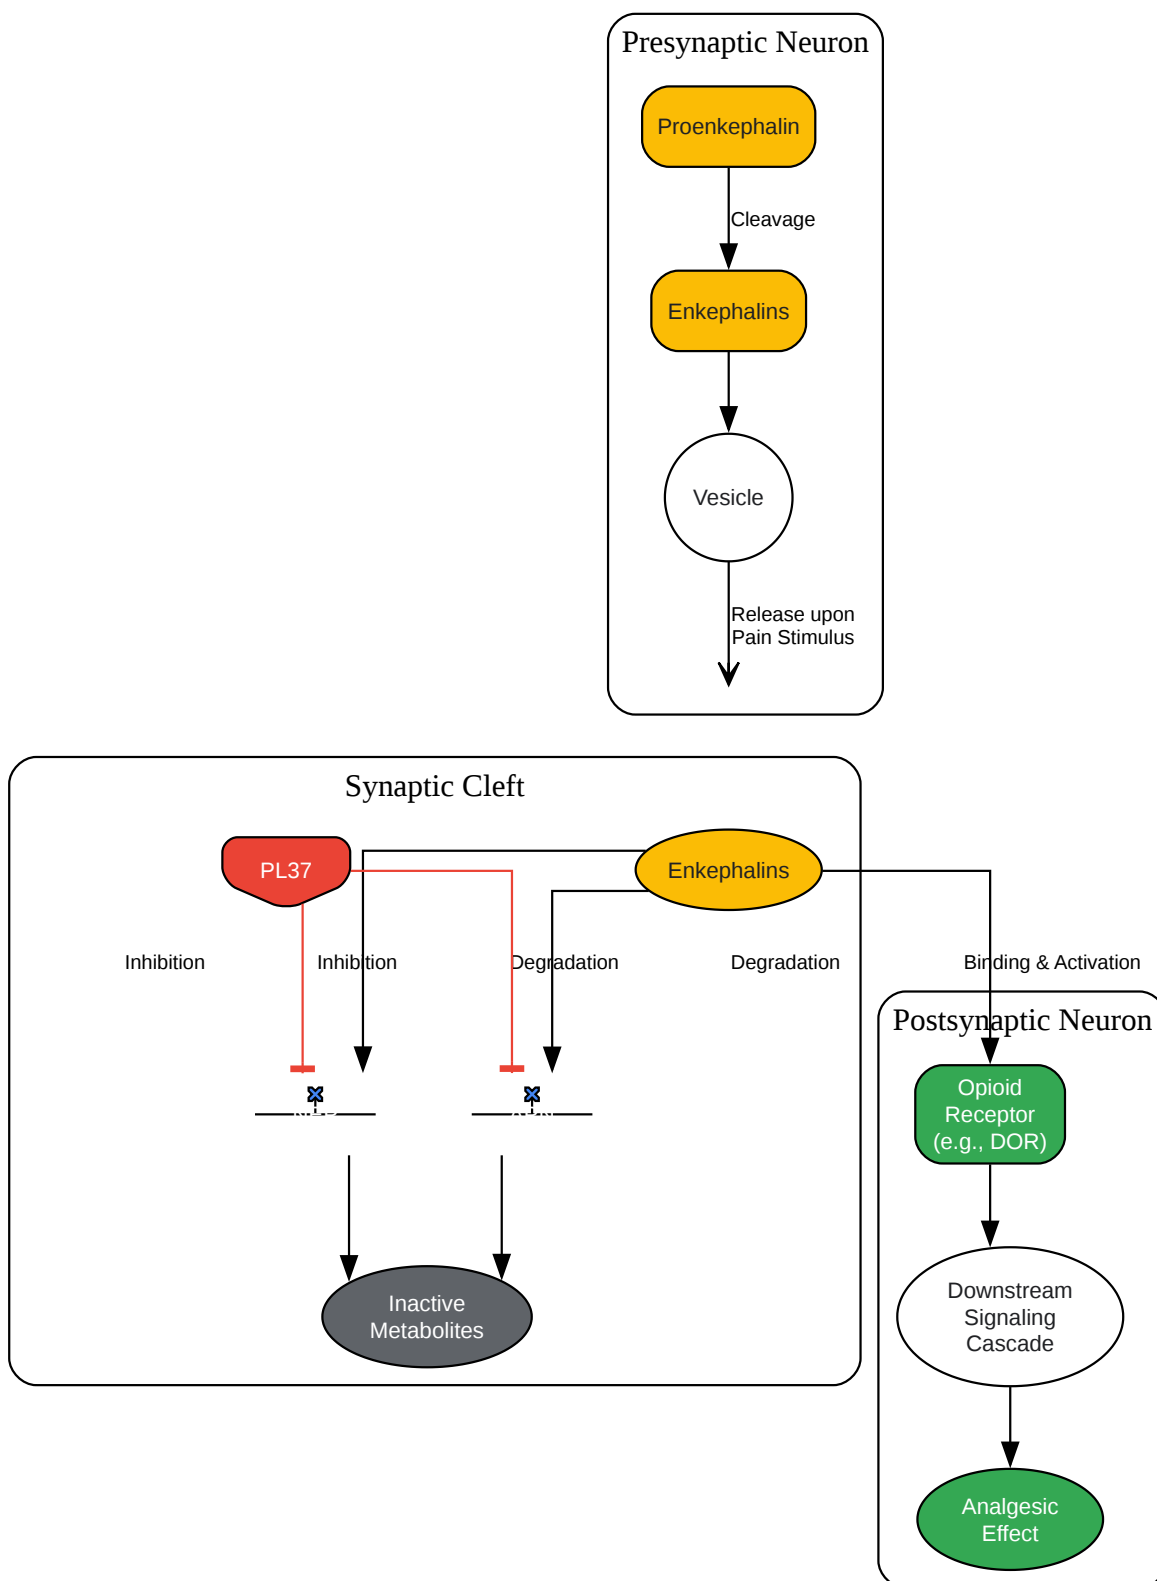 Presynaptic Neuron
Proenkephalin
Cleavage
Enkephalins
Vesicle
Release upon
Pain Stimulus
Synaptic Cleft
PL37
Enkephalins
Inhibition
Inhibition
Degradation
Degradation
Binding & Activation
Postsynaptic Neuron
Opioid
Receptor
(e.g., DOR)
Inactive
Metabolites
Downstream
Signaling
Cascade
Analgesic
Effect